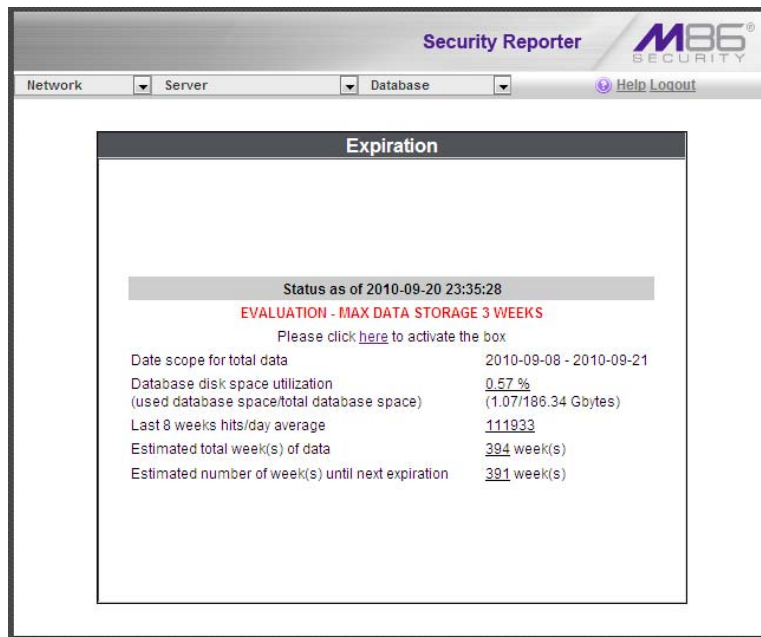 Security Reporter
M86®
SECURITY
Network Server Database Help Logout
Expiration
Status as of 2010-09-20 23:35:28
EVALUATION - MAX DATA STORAGE 3 WEEKS
Please click here to activate the box
Date scope for total data 2010-09-08 - 2010-09-21
Database disk space utilization 0.57 %
(used database space/total database space) (1.07/186.34 Gbytes)
Last 8 weeks hits/day average 111933
Estimated total week(s) of data 394 week(s)
Estimated number of week(s) until next expiration 391 week(s)